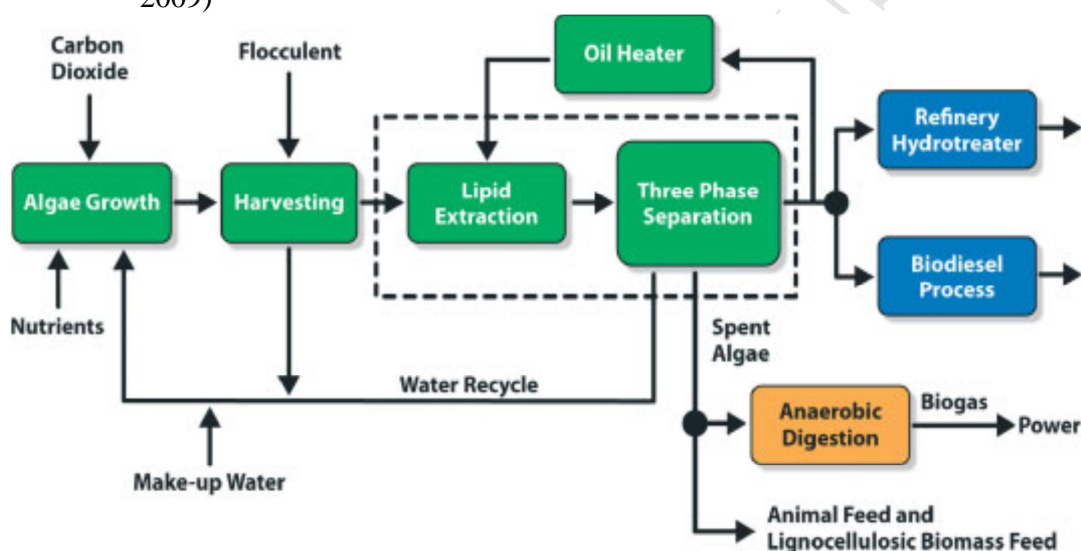 2009)
Carbon
Dioxide
Flocculent
Oil Heater
Refinery
Hydrotreater
Algae Growth
Harvesting
Lipid
Extraction
Three Phase
Separation
Biodiesel
Process
Nutrients
Spent
Algae
Water Recycle
Anaerobic
Digestion
Biogas
Power
Make-up Water
Animal Feed and
Lignocellulosic Biomass Feed